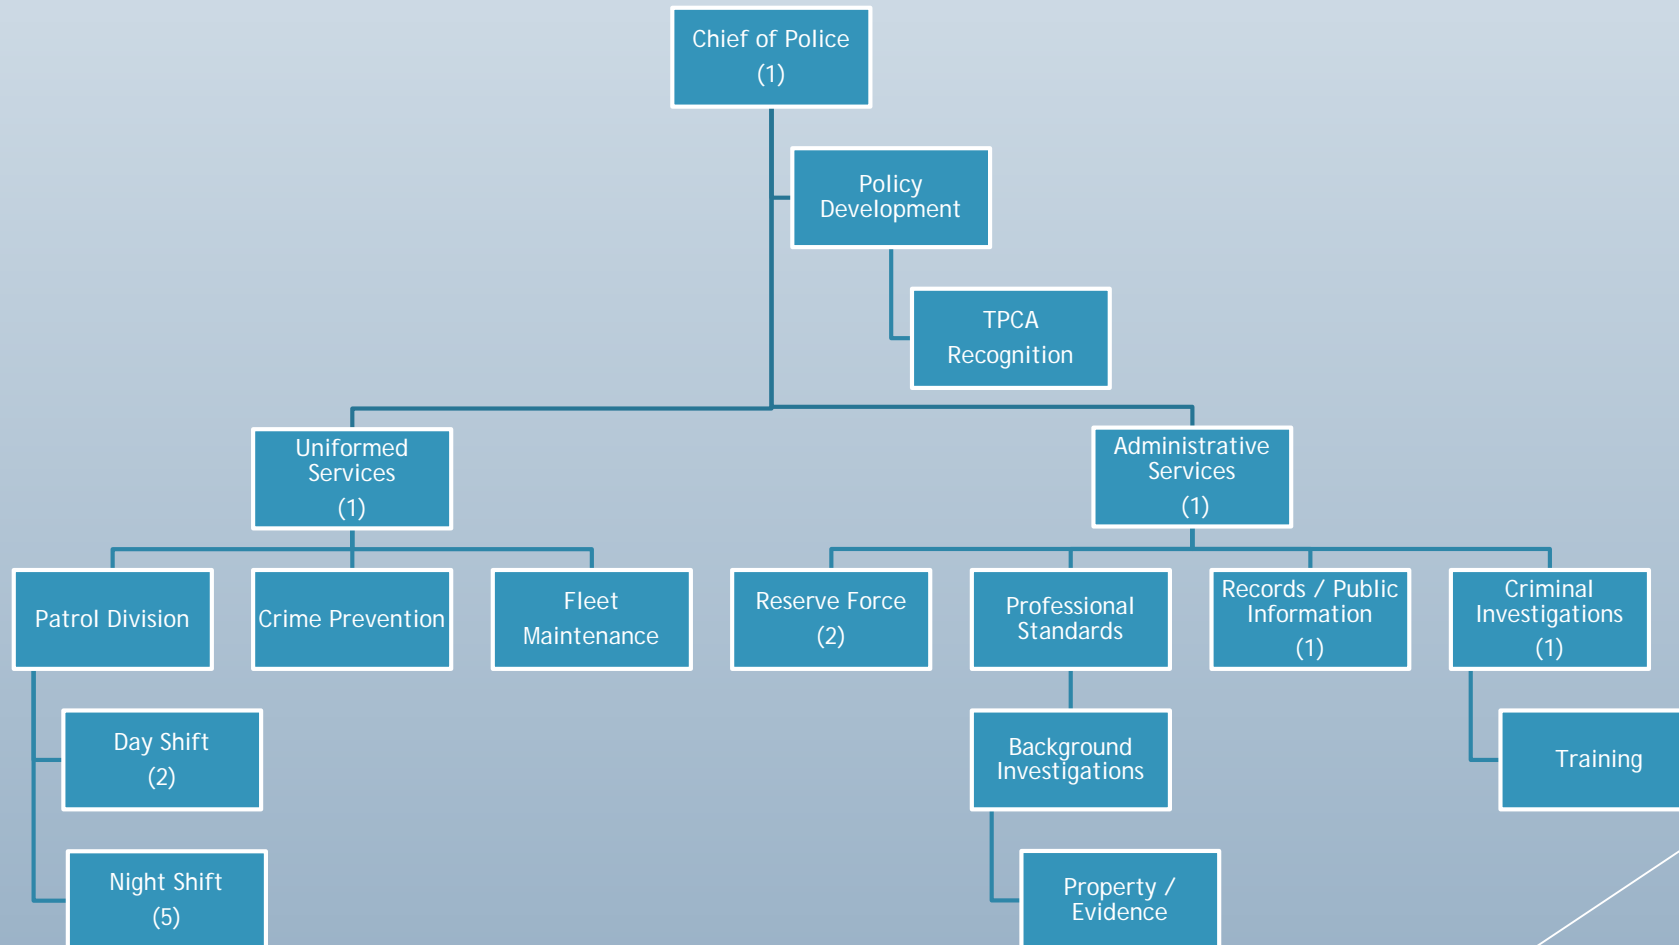 Chief of Police
(1)
Policy
Development
TPCA
Recognition
Uniformed
Services
(1)
Administrative
Services
(1)
Patrol Division
Crime Prevention
Fleet
Maintenance
Reserve Force
(2)
Professional
Standards
Records / Public
Information
(1)
Criminal
Investigations
(1)
Day Shift
(2)
Background
Investigations
Training
Night Shift
(5)
Property /
Evidence